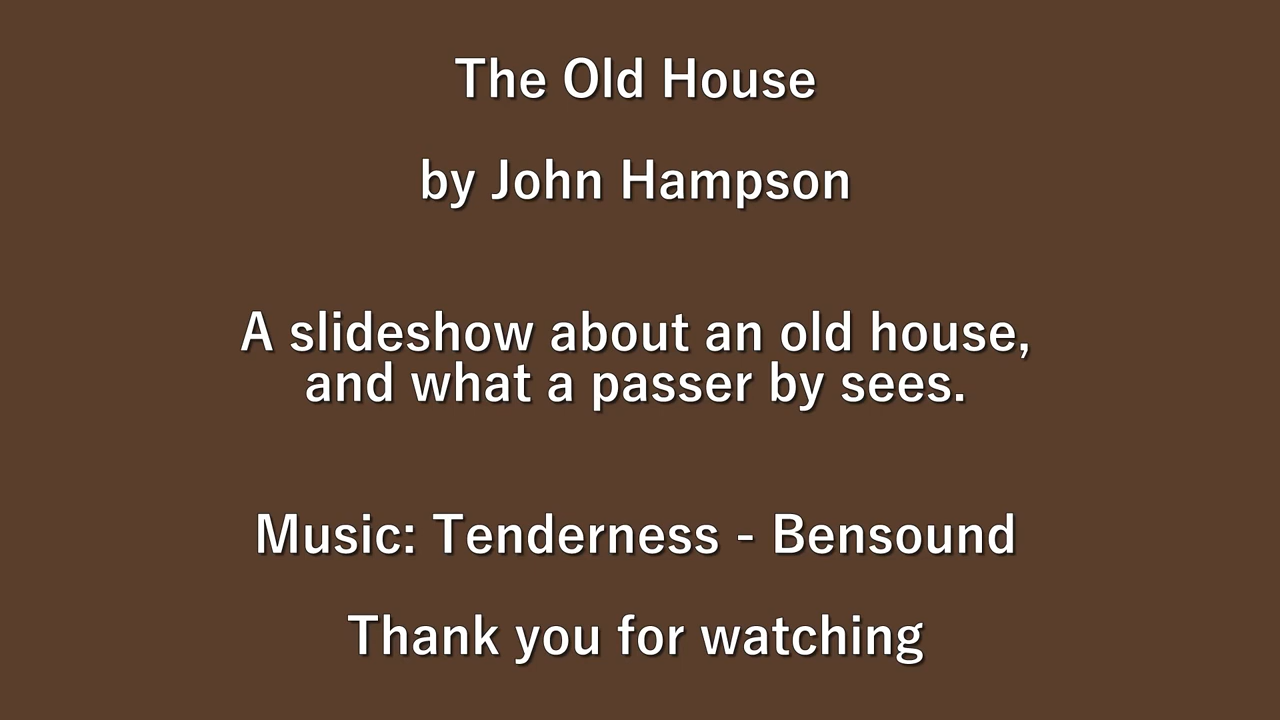 The Old House
by John Hampson
A slideshow about an old house,
and what a passer by sees.
Music: Tenderness - Bensound
Thank you for watching